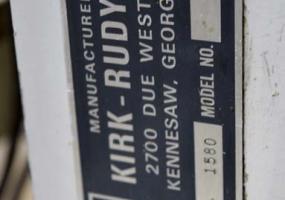 MANUFACTURE
KIRK-RUDY
2700 DUE WEST
KENNESAW, GEORG
MODEL NO.
1580